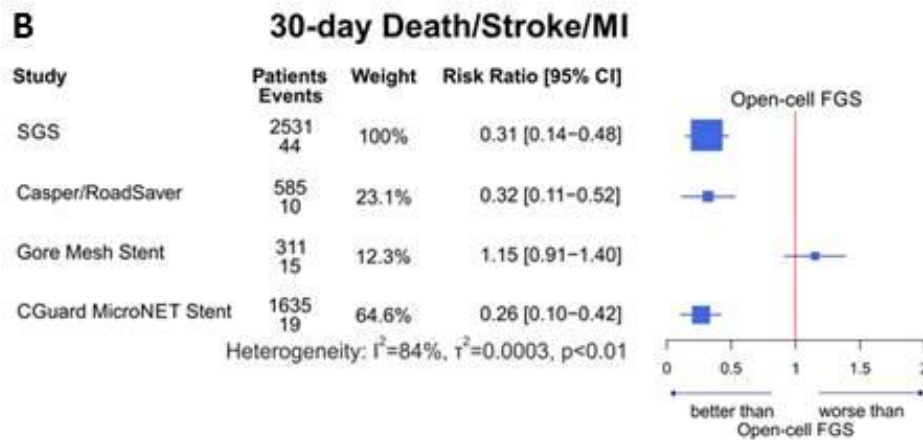 B 30-day Death/Stroke/MI
Study Patients Events Weight Risk Ratio [95% CI]
Open-cell FGS
SGS 2531 44 100% 0.31 [0.14−0.48]
Casper/RoadSaver 585 10 23.1% 0.32 [0.11−0.52]
Gore Mesh Stent 311 15 12.3% 1.15 [0.91−1.40]
CGuard MicroNET Stent 1635 19 64.6% 0.26 [0.10−0.42]
Heterogeneity: I²=84%, τ²=0.0003, p<0.01
0 0.5 1 1.5 2
better than worse than
Open-cell FGS